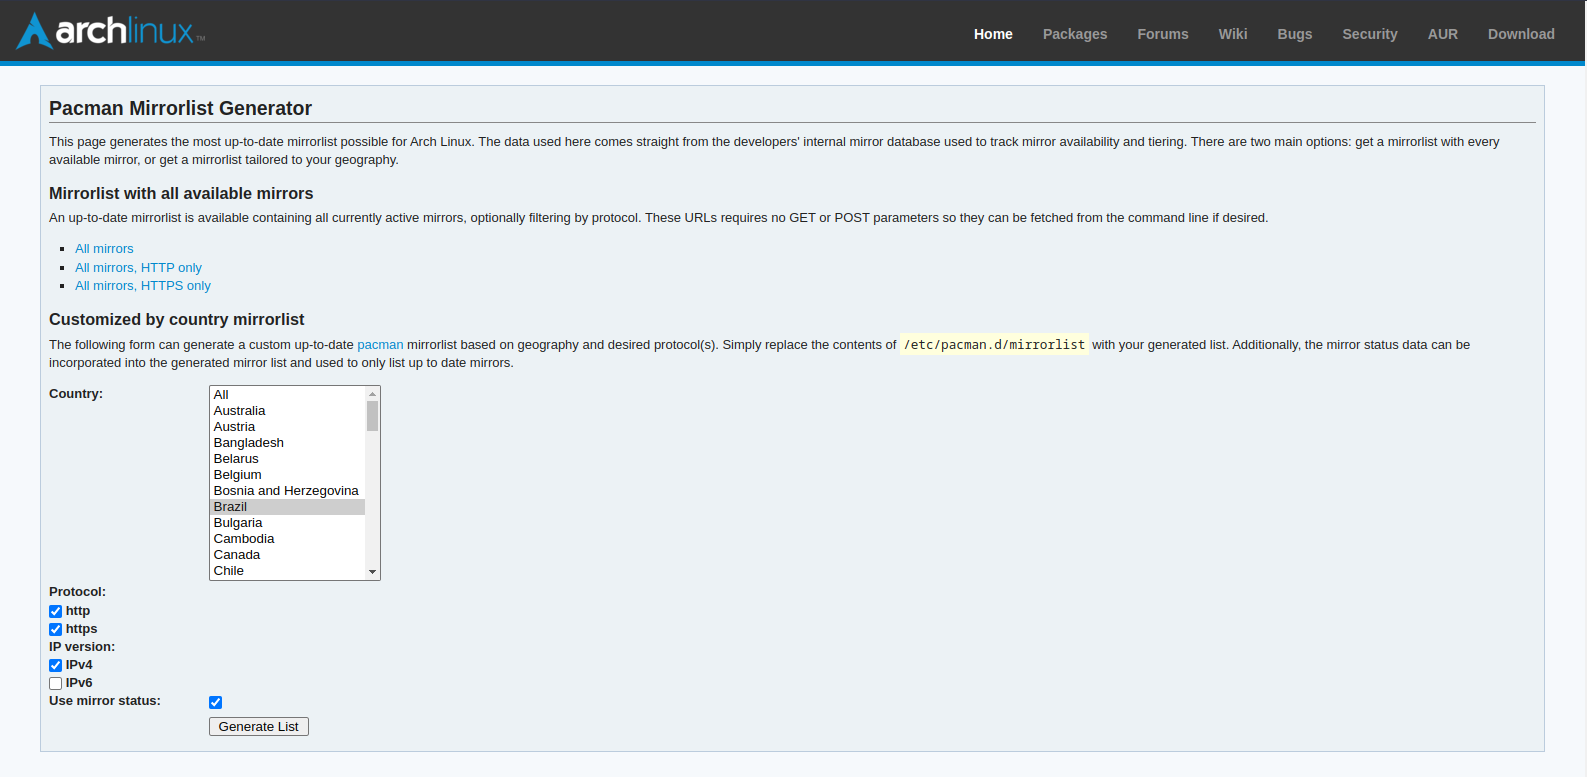 archlinux™
Home Packages Forums Wiki Bugs Security AUR Download
Pacman Mirrorlist Generator
This page generates the most up-to-date mirrorlist possible for Arch Linux. The data used here comes straight from the developers' internal mirror database used to track mirror availability and tiering. There are two main options: get a mirrorlist with every
available mirror, or get a mirrorlist tailored to your geography.
Mirrorlist with all available mirrors
An up-to-date mirrorlist is available containing all currently active mirrors, optionally filtering by protocol. These URLs requires no GET or POST parameters so they can be fetched from the command line if desired.
All mirrors
All mirrors, HTTP only
All mirrors, HTTPS only
Customized by country mirrorlist
The following form can generate a custom up-to-date pacman mirrorlist based on geography and desired protocol(s). Simply replace the contents of /etc/pacman.d/mirrorlist with your generated list. Additionally, the mirror status data can be
incorporated into the generated mirror list and used to only list up to date mirrors.
Country:
All
Australia
Austria
Bangladesh
Belarus
Belgium
Bosnia and Herzegovina
Brazil
Bulgaria
Cambodia
Canada
Chile
Protocol:
http
https
IP version:
IPv4
IPv6
Use mirror status:
Generate List